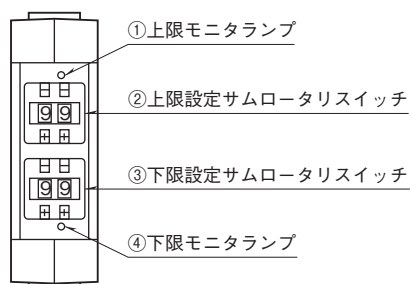 ①上限モニタランプ
②上限設定サムロータリスイッチ
99
③下限設定サムロータリスイッチ
99
④下限モニタランプ